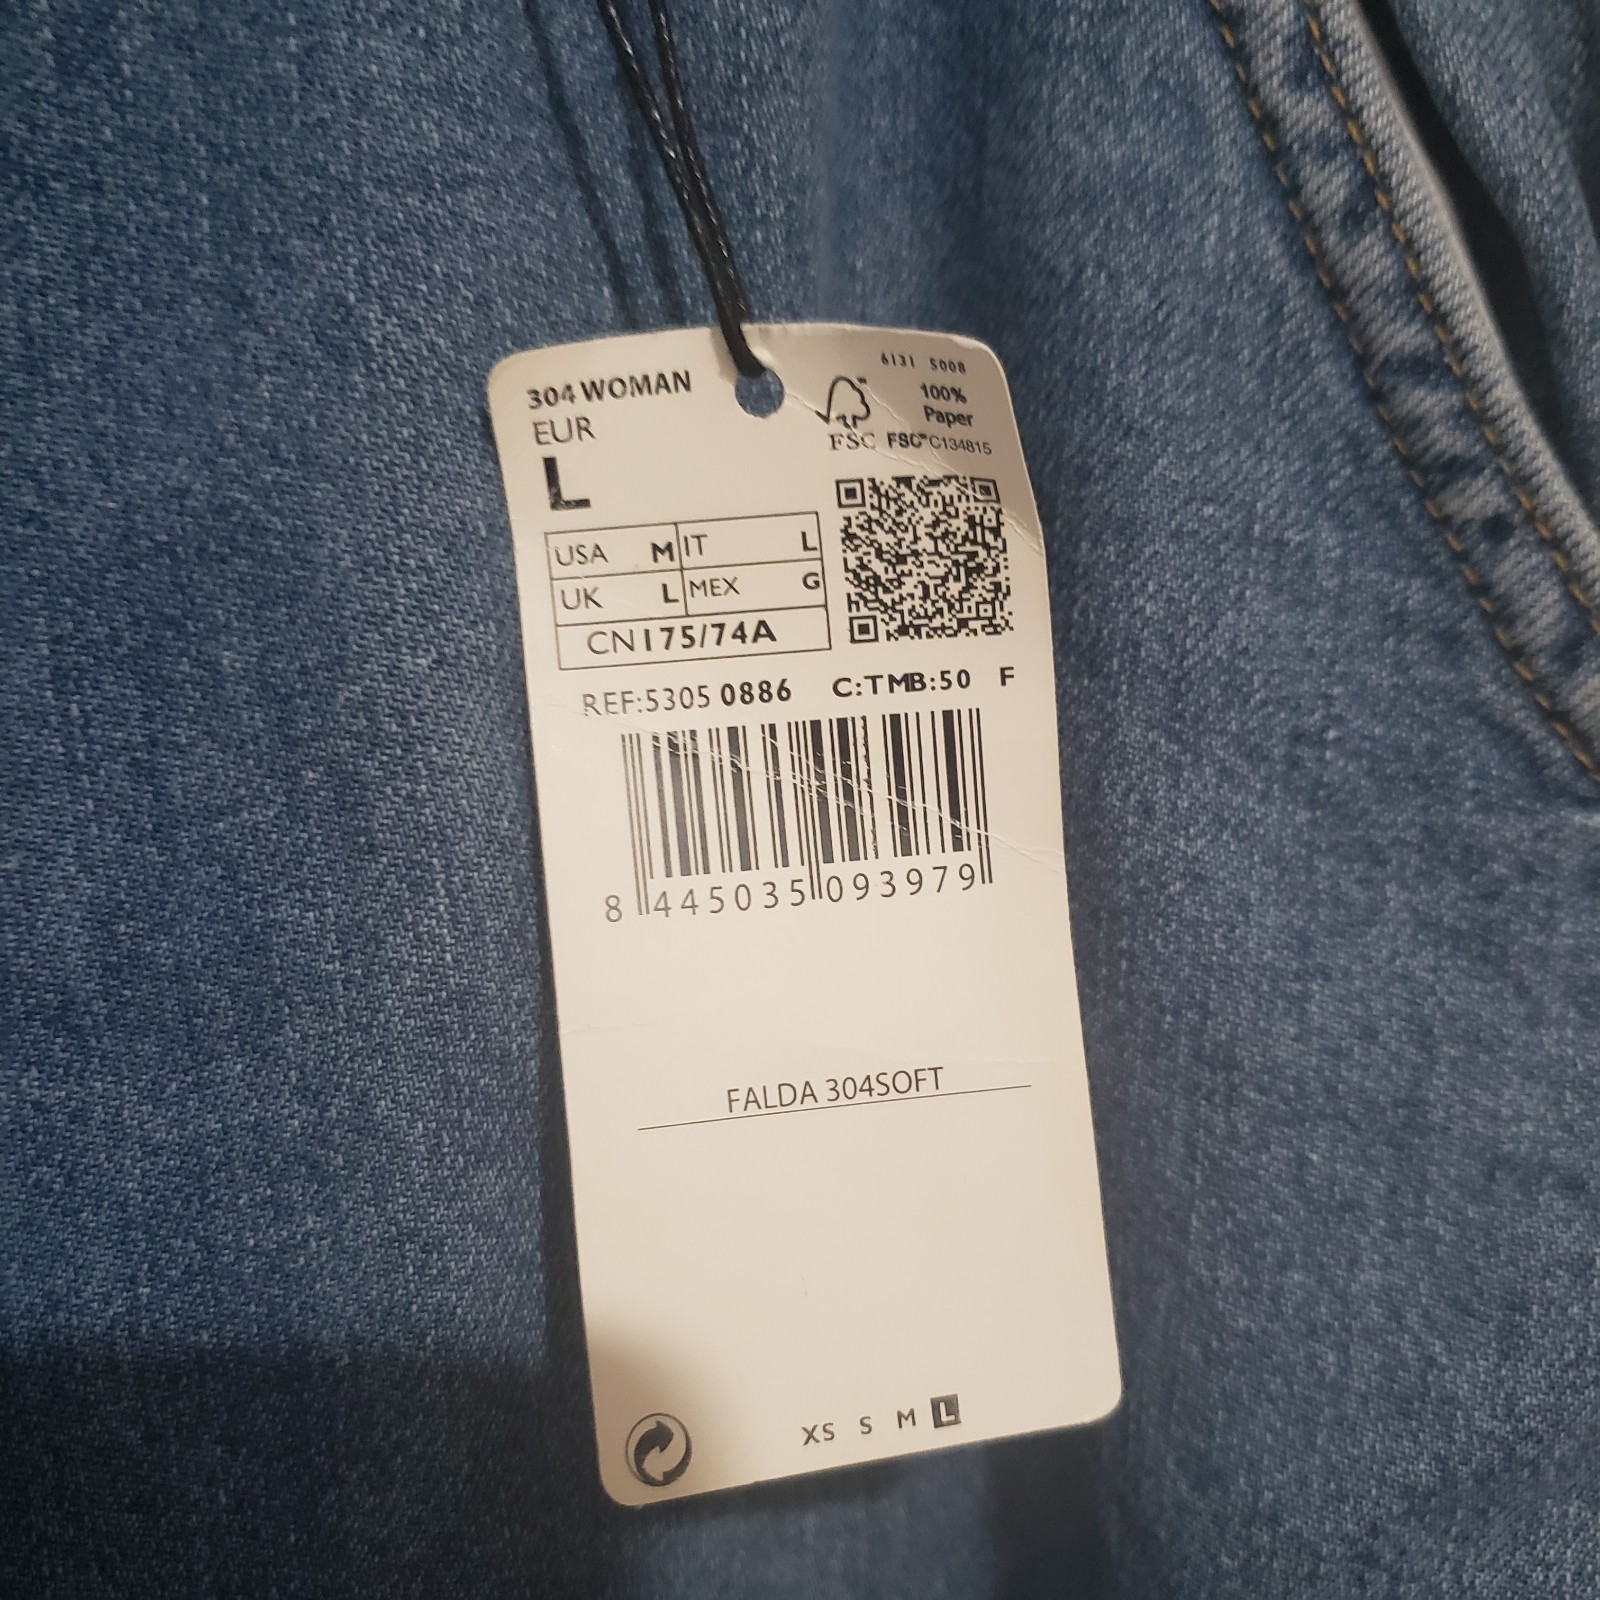 304 WOMAN
EUR
L
6131 5008
100%
Paper
FSC FSC™ C134815
USA M IT L
UK L MEX G
CN 175/74A
REF:5305 0886 C:TMB:50 F
8 445035 093979
FALDA 304SOFT
XS S M L